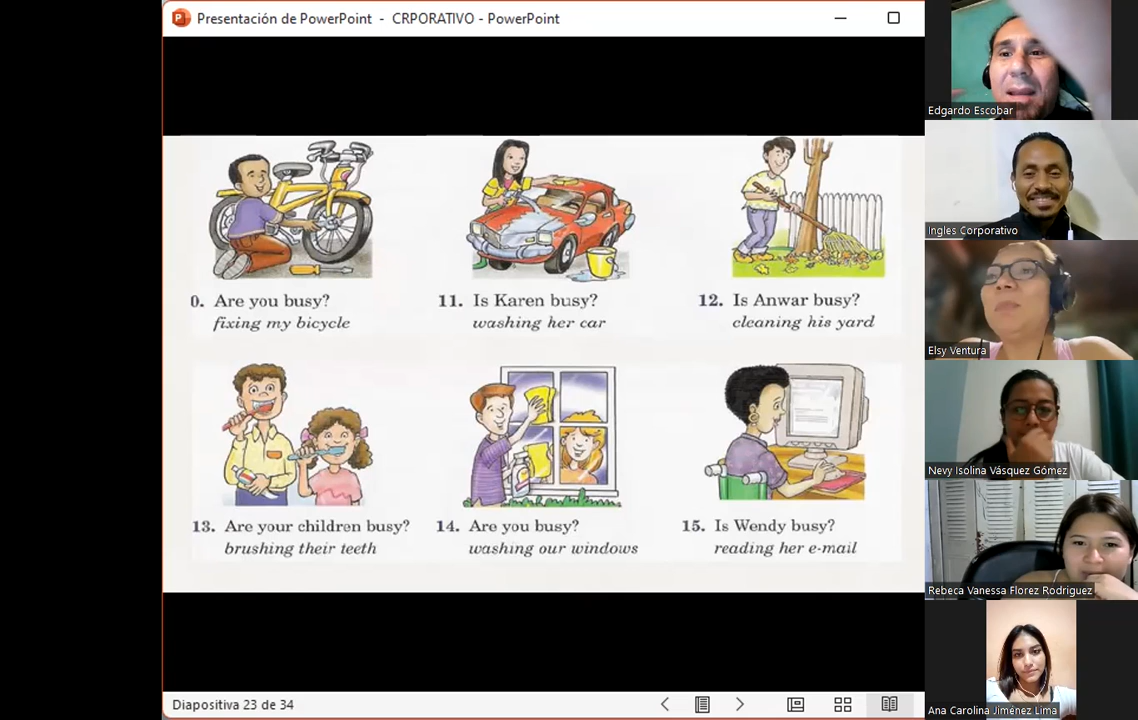 Presentación de PowerPoint - CRPORATIVO - PowerPoint
0. Are you busy?
fixing my bicycle
11. Is Karen busy?
washing her car
12. Is Anwar busy?
cleaning his yard
13. Are your children busy?
brushing their teeth
14. Are you busy?
washing our windows
15. Is Wendy busy?
reading her e-mail
Diapositiva 23 de 34
Edgardo Escobar
Ingles Corporativo
Elsy Ventura
Nevy Isolina Vásquez Gómez
Rebeca Vanessa Florez Rodriguez
Ana Carolina Jiménez Lima